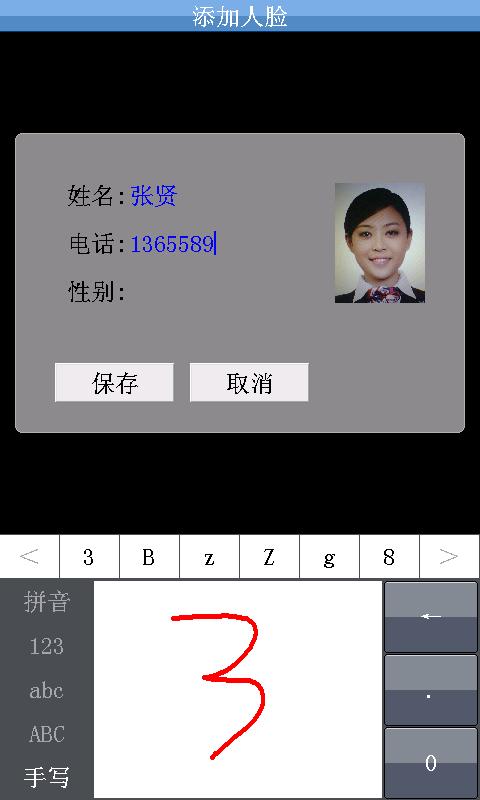 添加人脸
姓名:张贤
电话:1365589
性别:
保存 取消
< 3 B z Z g 8 >
拼音
123
abc
ABC
手写
3
←
.
0